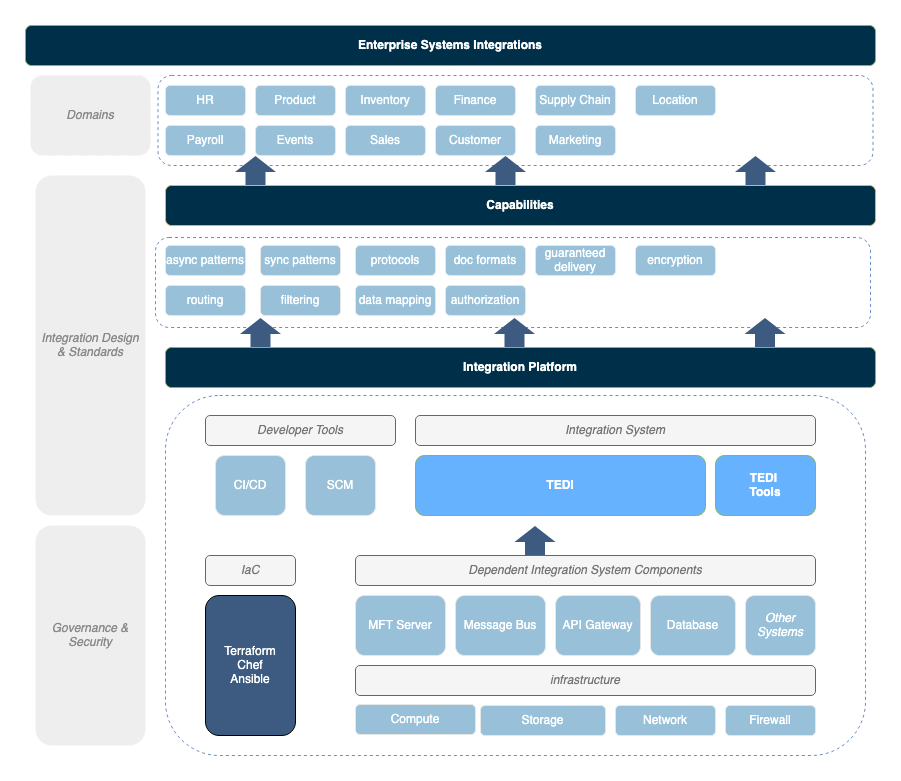 Enterprise Systems Integrations
Domains
HR
Product
Inventory
Finance
Supply Chain
Location
Payroll
Events
Sales
Customer
Marketing
Capabilities
Integration Design
& Standards
async patterns
sync patterns
protocols
doc formats
guaranteed
delivery
encryption
routing
filtering
data mapping
authorization
Integration Platform
Developer Tools
Integration System
CI/CD
SCM
TEDI
TEDI
Tools
Governance &
Security
IaC
Dependent Integration System Components
Terraform
Chef
Ansible
MFT Server
Message Bus
API Gateway
Database
Other
Systems
infrastructure
Compute
Storage
Network
Firewall